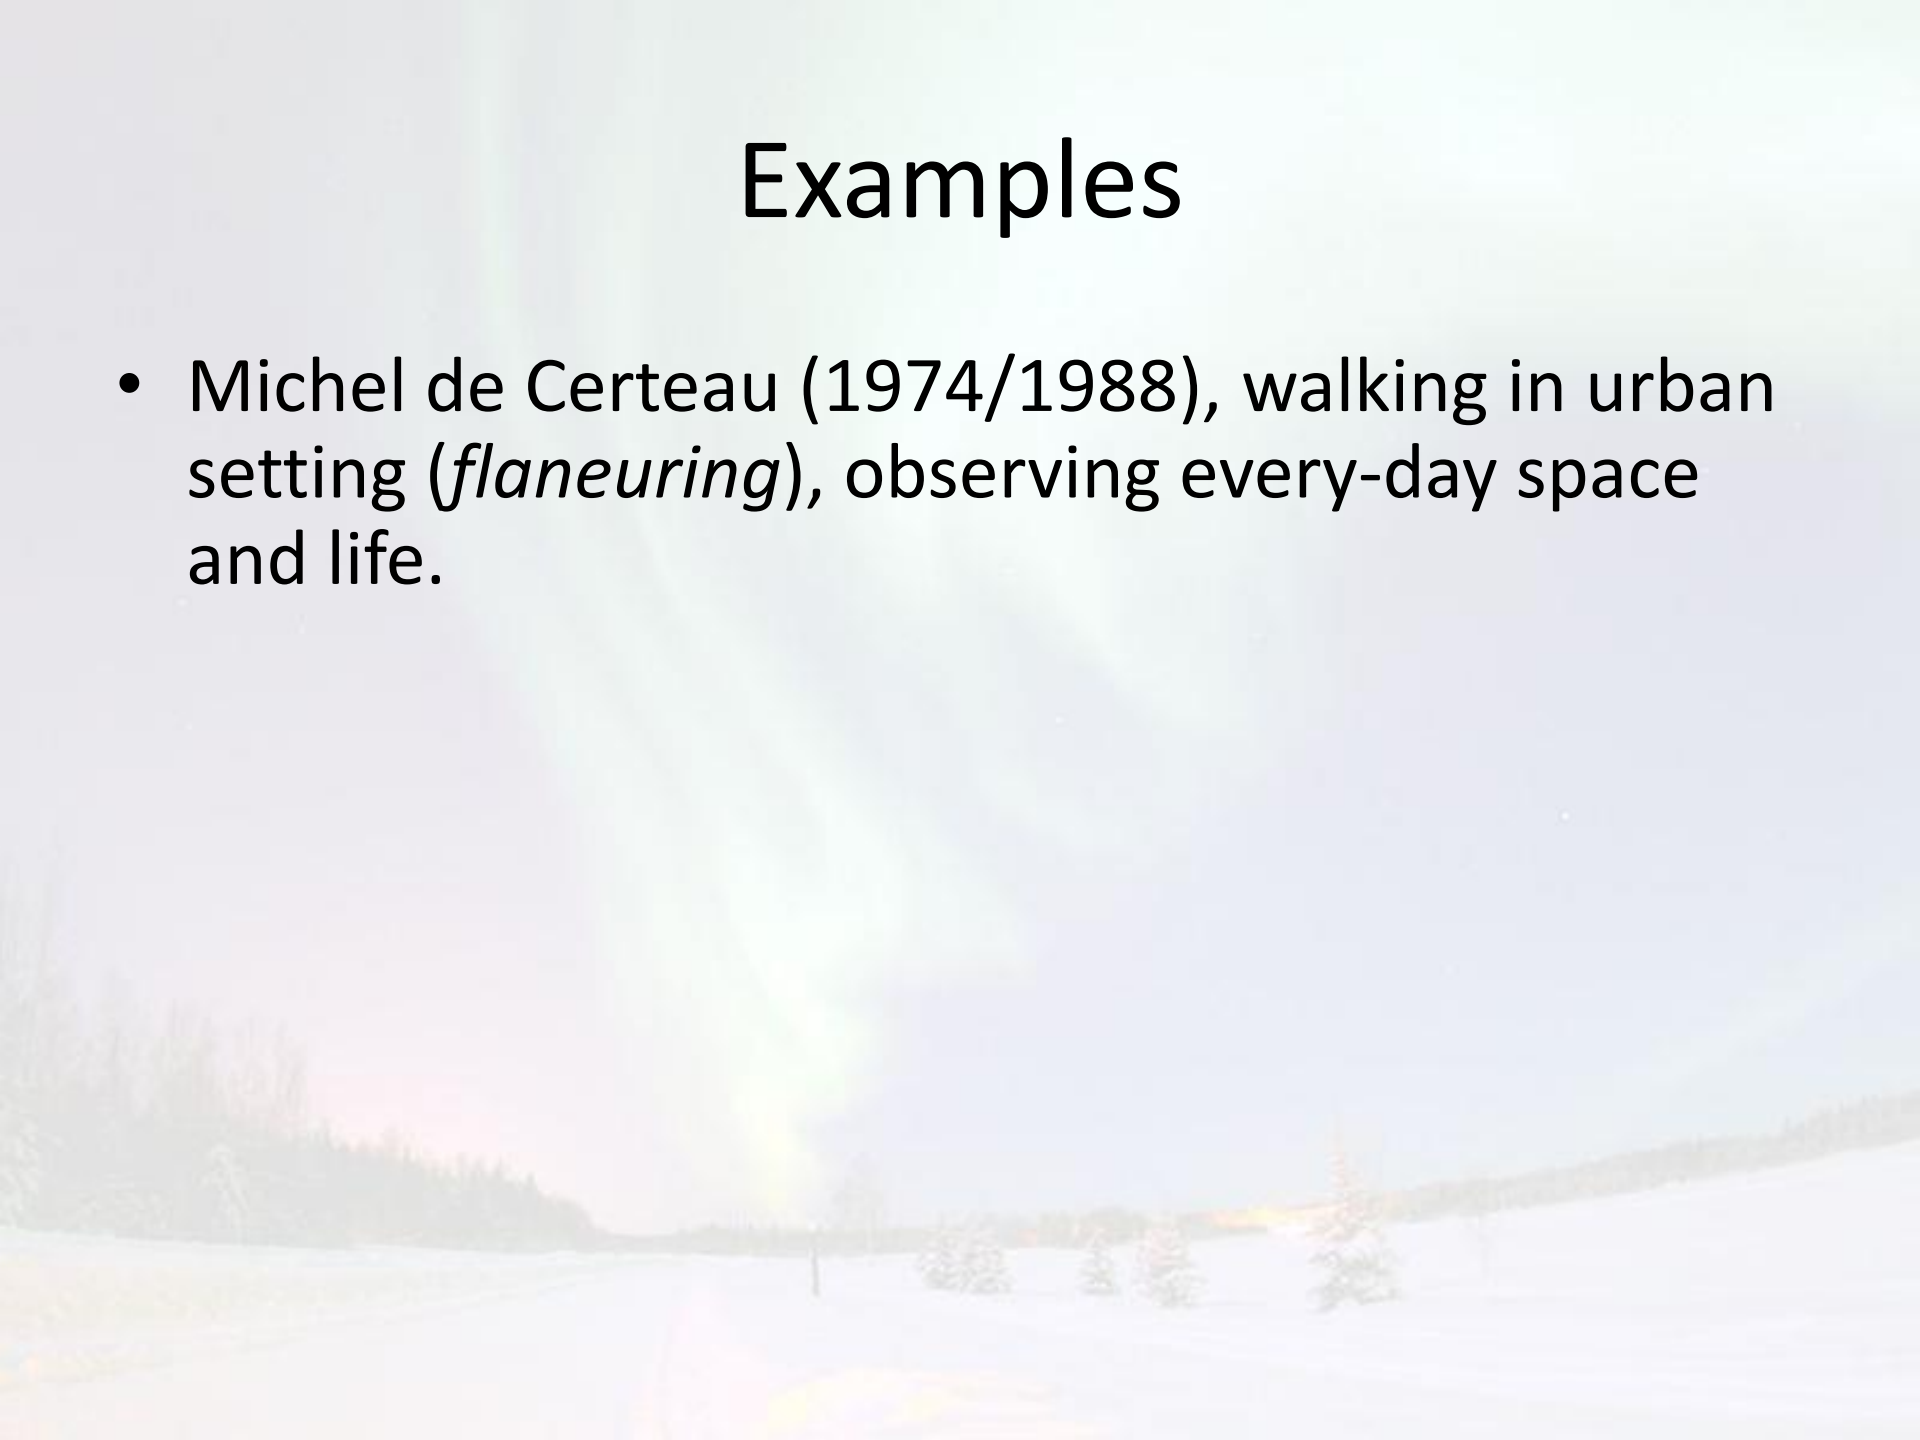 Examples
• Michel de Certeau (1974/1988), walking in urban
setting (flaneuring), observing every-day space
and life.